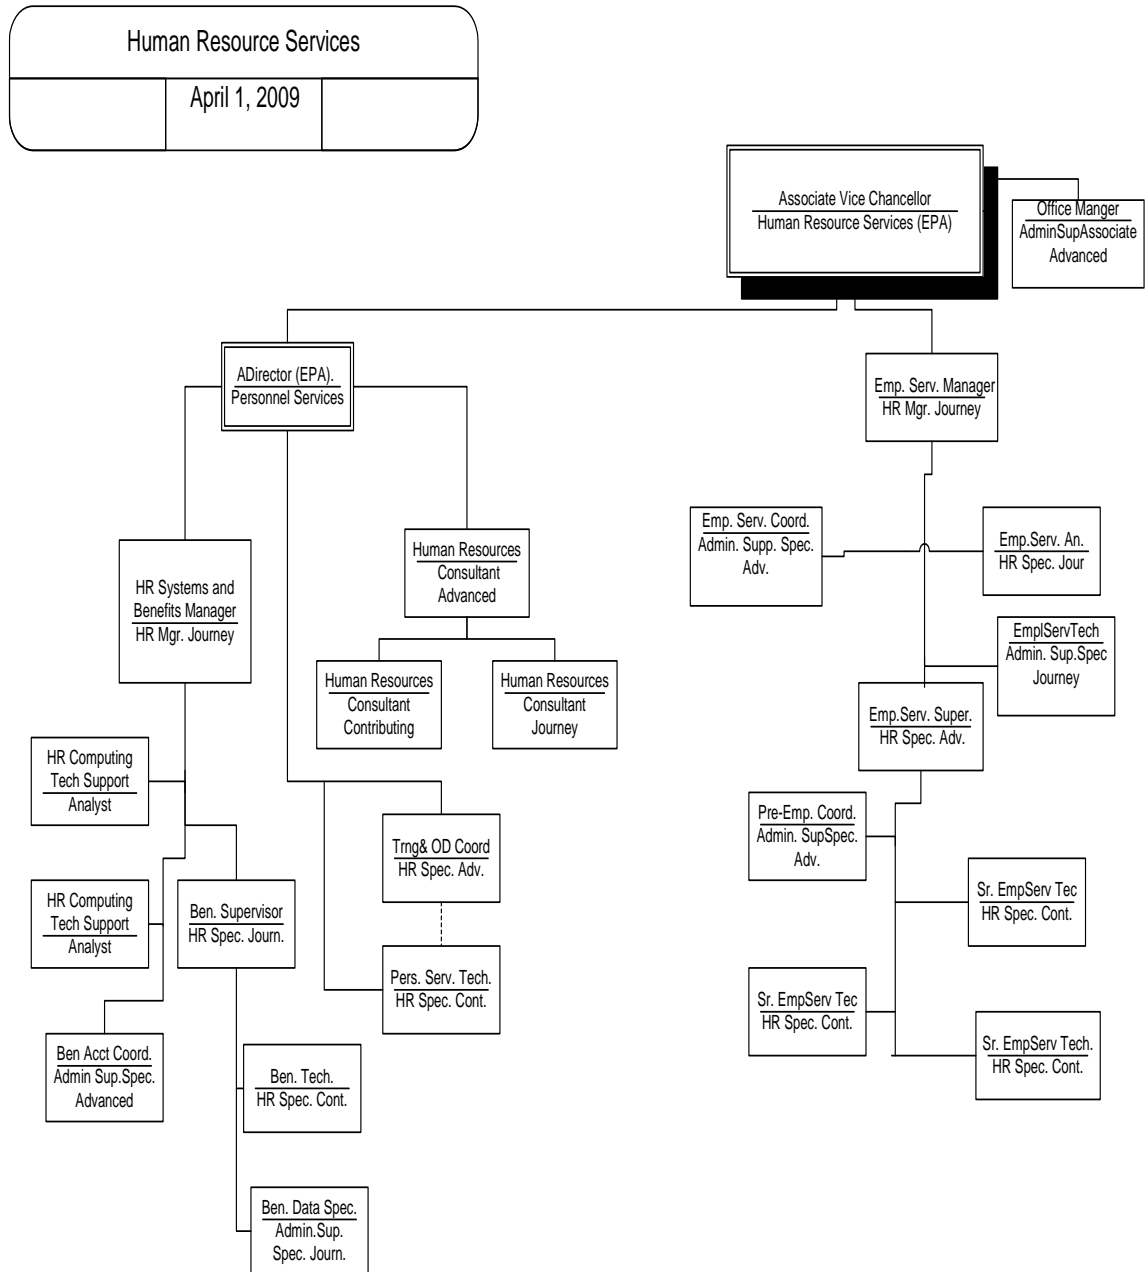 Human Resource Services
April 1, 2009
Associate Vice Chancellor
Human Resource Services (EPA)
Office Manger
AdminSupAssociate
Advanced
ADirector (EPA).
Personnel Services
Emp. Serv. Manager
HR Mgr. Journey
HR Systems and
Benefits Manager
HR Mgr. Journey
Human Resources
Consultant
Advanced
Emp. Serv. Coord.
Admin. Supp. Spec.
Adv.
Emp.Serv. An.
HR Spec. Jour
Human Resources
Consultant
Contributing
Human Resources
Consultant
Journey
EmplServTech
Admin. Sup.Spec
Journey
Emp.Serv. Super.
HR Spec. Adv.
HR Computing
Tech Support
Analyst
Trng& OD Coord
HR Spec. Adv.
Pre-Emp. Coord.
Admin. SupSpec.
Adv.
HR Computing
Tech Support
Analyst
Ben. Supervisor
HR Spec. Journ.
Pers. Serv. Tech.
HR Spec. Cont.
Sr. EmpServ Tec
HR Spec. Cont.
Sr. EmpServ Tec
HR Spec. Cont.
Sr. EmpServ Tech.
HR Spec. Cont.
Ben Acct Coord.
Admin Sup.Spec.
Advanced
Ben. Tech.
HR Spec. Cont.
Ben. Data Spec.
Admin.Sup.
Spec. Journ.